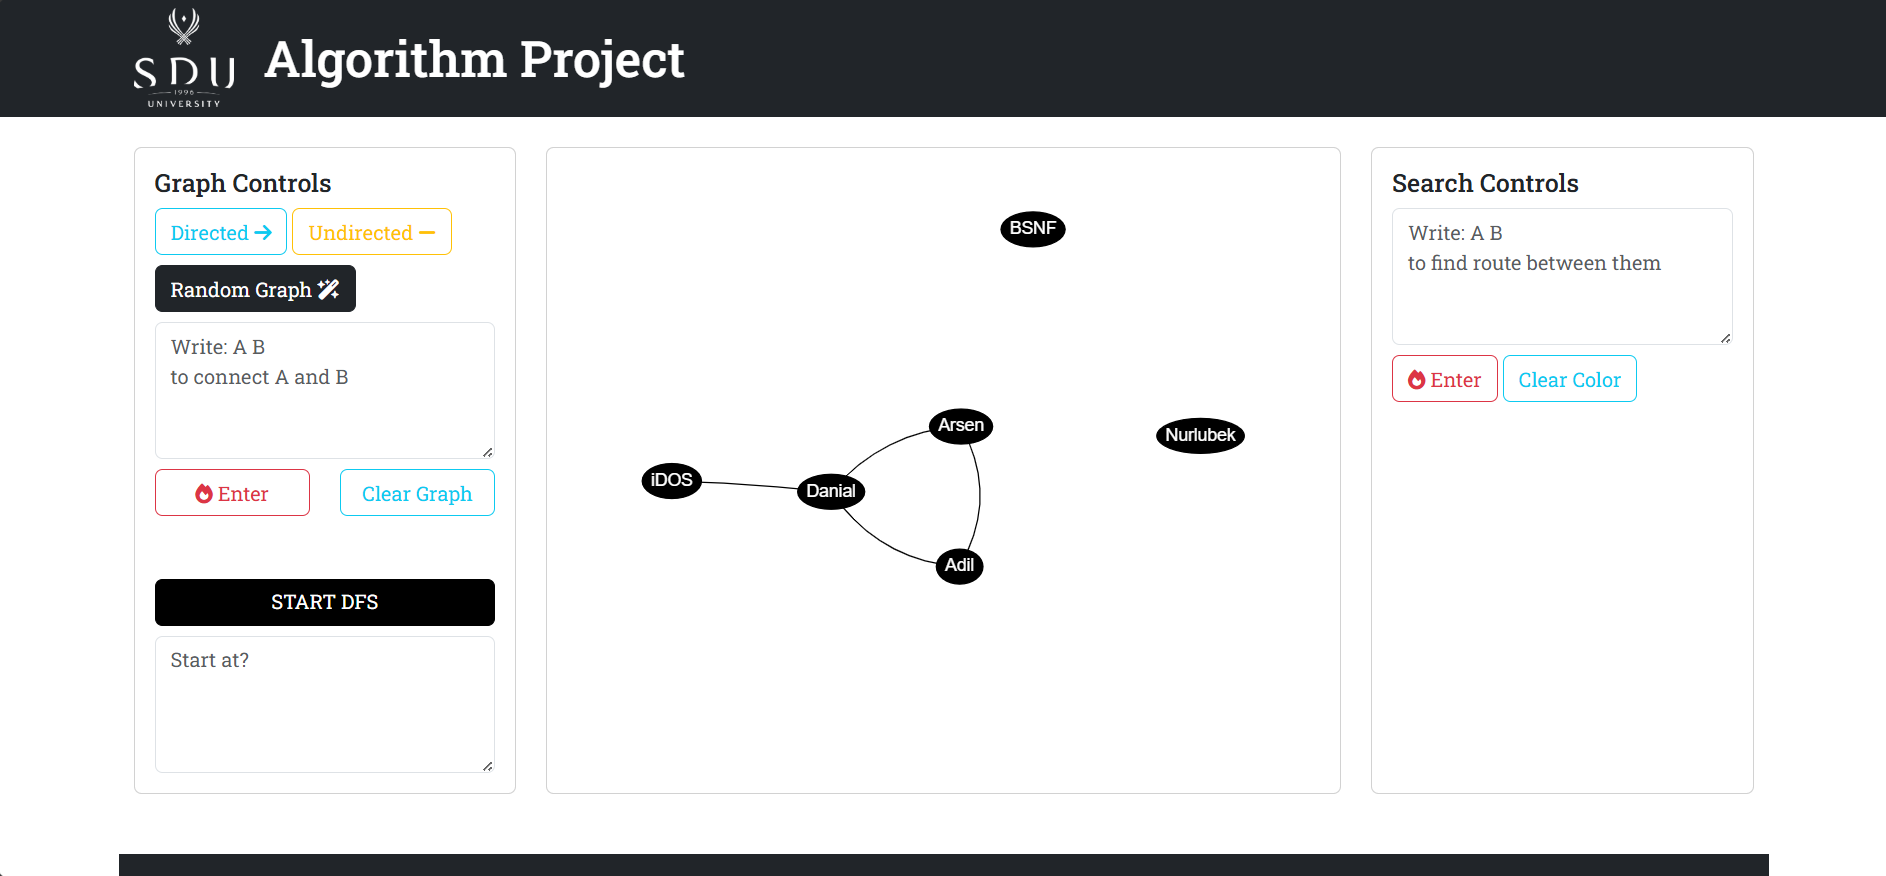 SDU
1996
UNIVERSITY
Algorithm Project
Graph Controls
Directed
Undirected
Random Graph
Write: A B
to connect A and B
Enter
Clear Graph
START DFS
Start at?
BSNF
Arsen
Nurlubek
iDOS
Danial
Adil
Search Controls
Write: A B
to find route between them
Enter
Clear Color